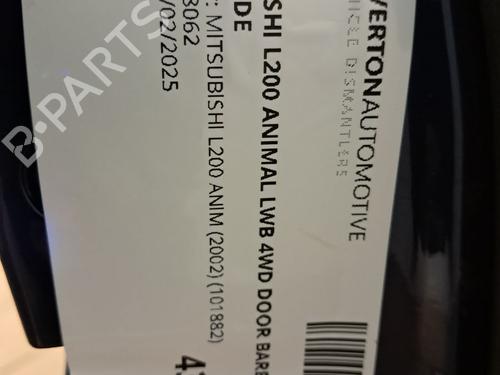 VERTONAUTOMOTIVE
HICLE DISMANTLERS
SHI L200 ANIMAL LWB 4WD DOOR BARE
DE
: MITSUBISHI L200 ANIM (2002) (101882)
3062
/02/2025
B-PARTS